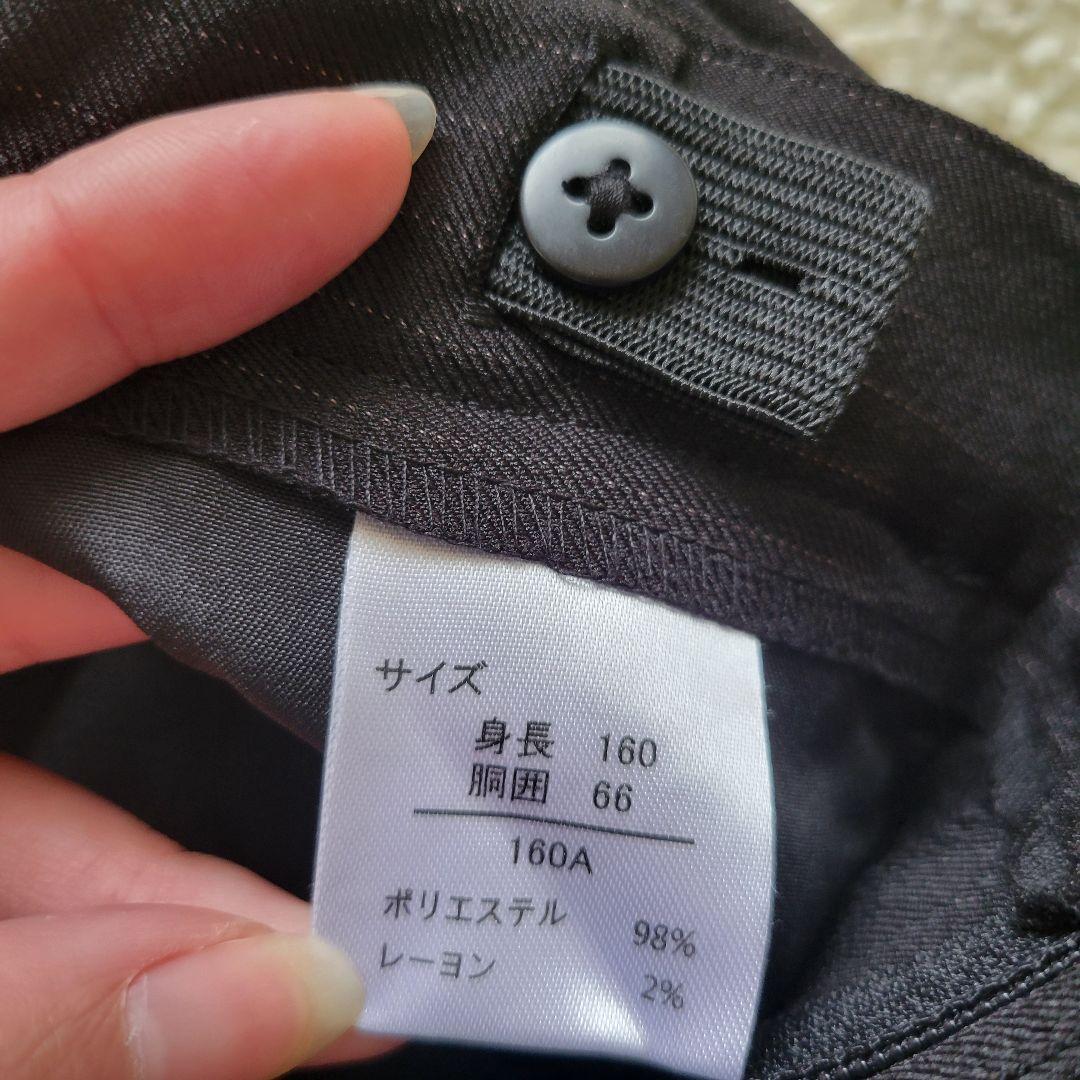 サイズ
身長 160
胴囲 66
160A
ポリエステル 98%
レーヨン 2%